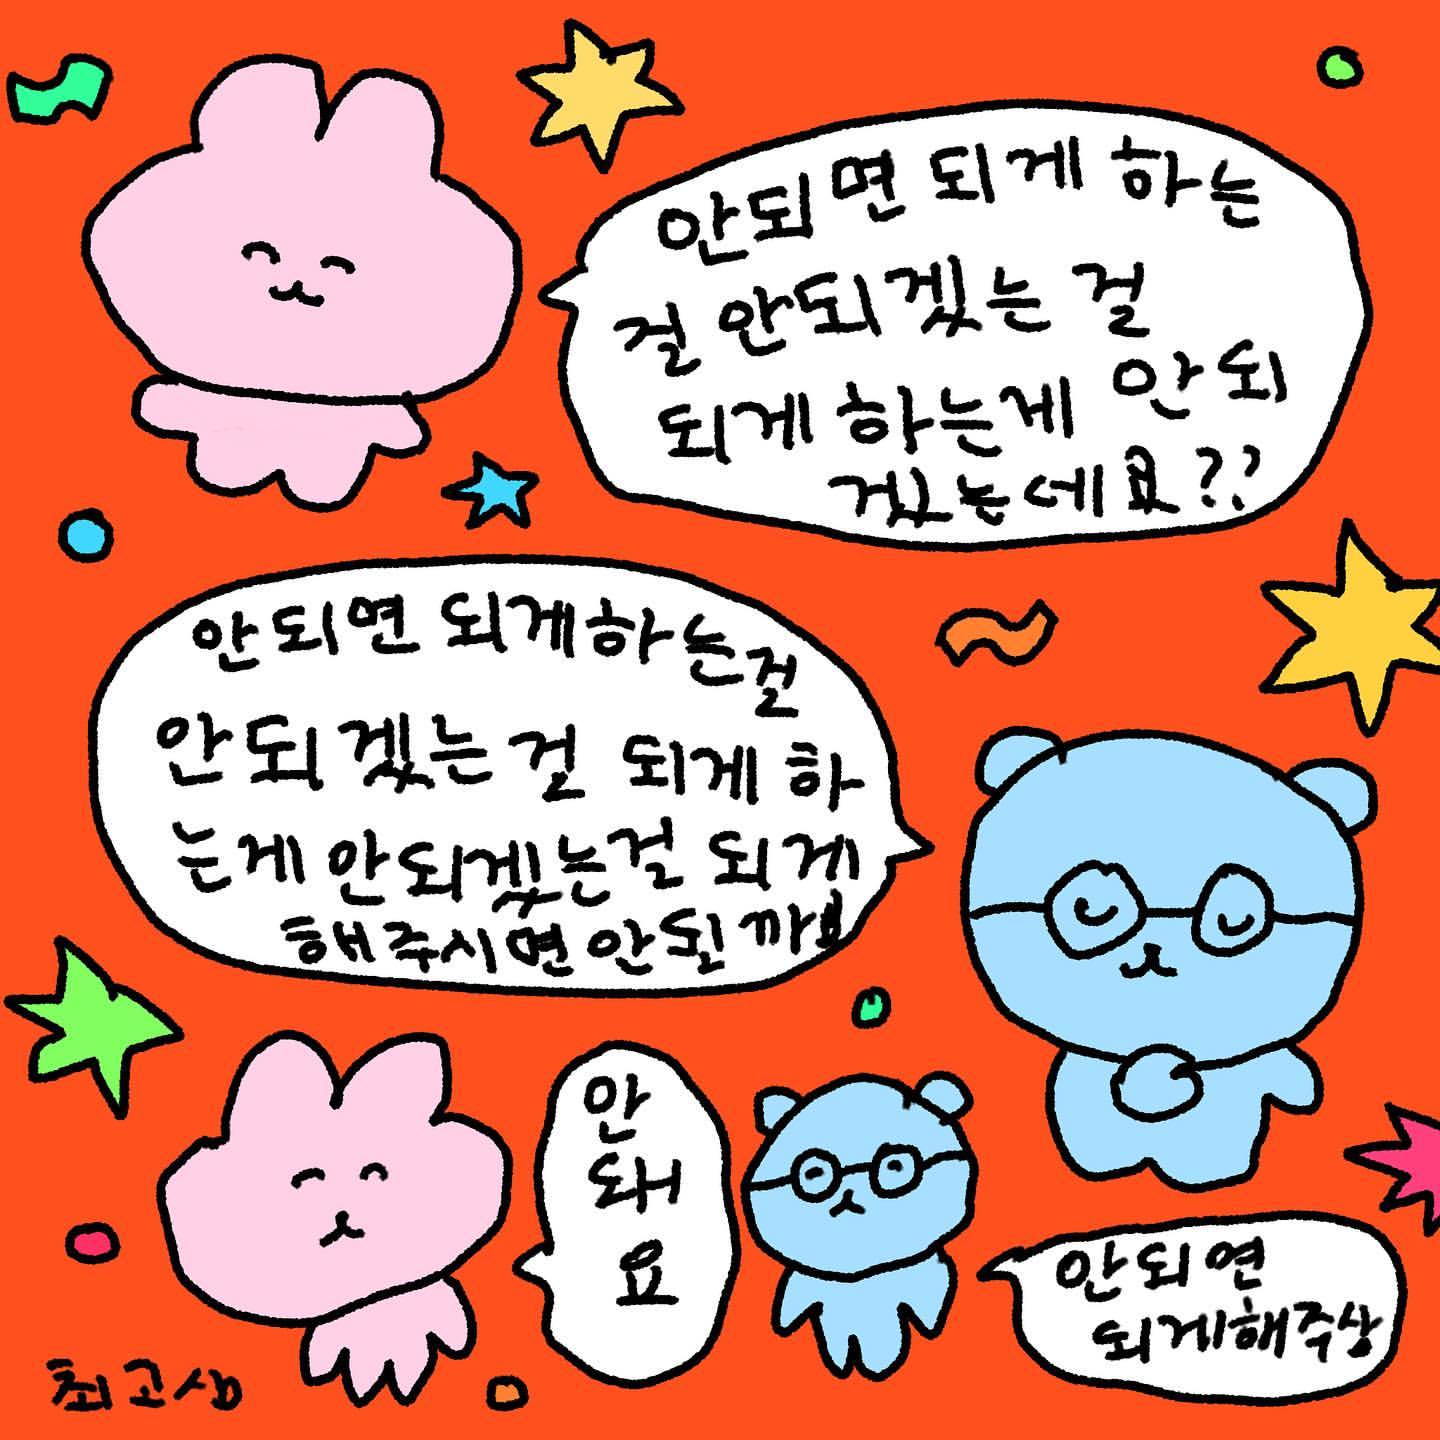 안되면 되게 하는
걸 안되겠는 걸
되게 하는게 안되
겠는데요??
안되면 되게하는걸
안되겠는걸 되게 하
는게 안되겠는걸 되게
해주시면 안될까요
안
돼
요
안되면
되게해주상
최고심